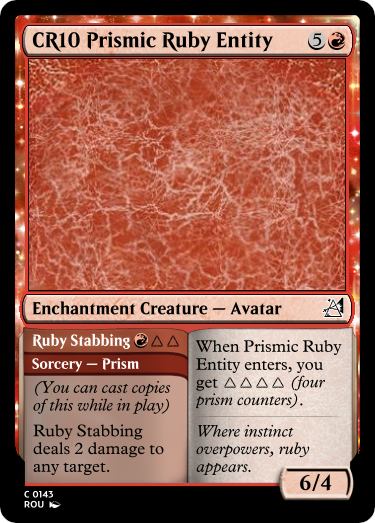 CR10 Prismic Ruby Entity 5
Enchantment Creature — Avatar
Ruby Stabbing △ △
Sorcery — Prism
(You can cast copies
of this while in play)
Ruby Stabbing
deals 2 damage to
any target.
When Prismic Ruby
Entity enters, you
get △ △ △ △ (four
prism counters).
Where instinct
overpowers, ruby
appears.
6/4
C 0143
ROU